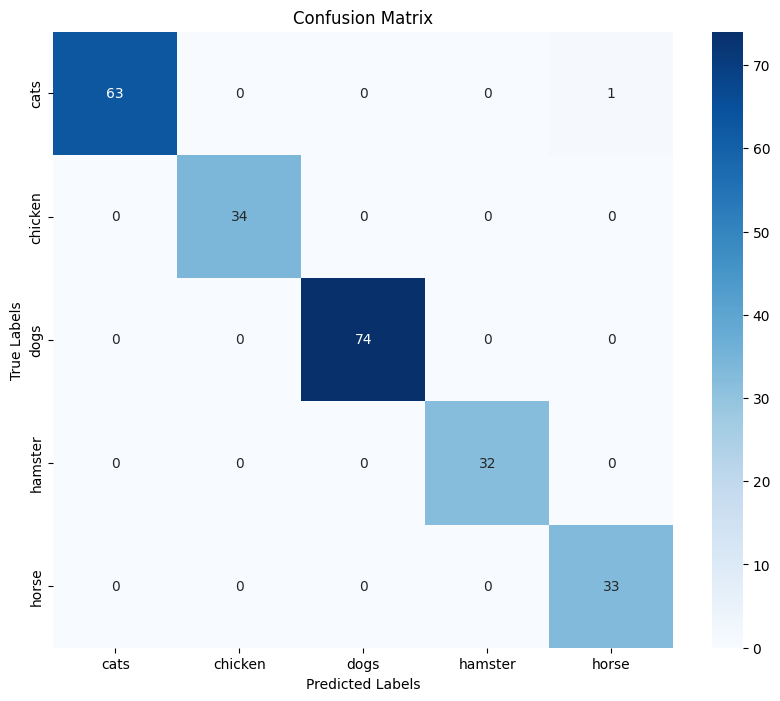 Confusion Matrix
True Labels
cats
63 0 0 0 1
chicken
0 34 0 0 0
dogs
0 0 74 0 0
hamster
0 0 0 32 0
horse
0 0 0 0 33
cats chicken dogs hamster horse
Predicted Labels
70
60
50
40
30
20
10
0